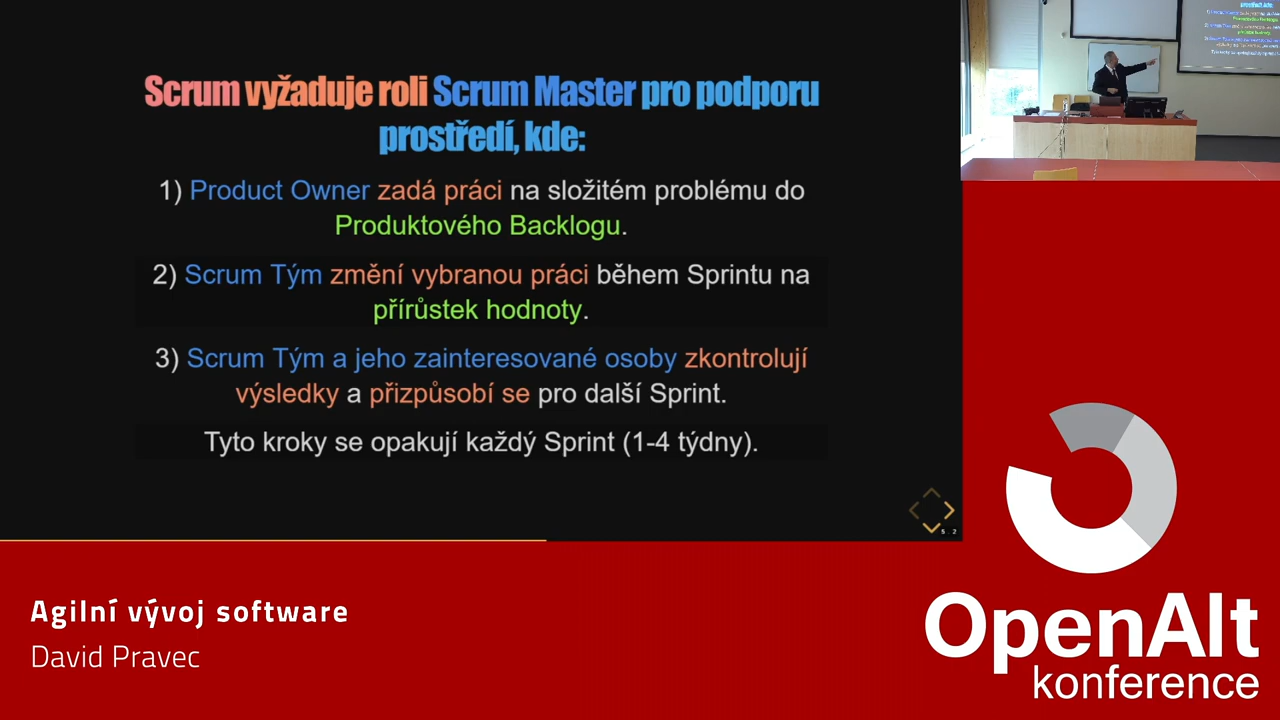 Scrum vyžaduje roli Scrum Master pro podporu
prostředí, kde:
1) Product Owner zadá práci na složitém problému do
Produktového Backlogu.
2) Scrum Tým změní vybranou práci během Sprintu na
přírůstek hodnoty.
3) Scrum Tým a jeho zainteresované osoby zkontrolují
výsledky a přizpůsobí se pro další Sprint.
Tyto kroky se opakují každý Sprint (1-4 týdny).
5.2
Agilní vývoj software
David Pravec
OpenAlt
konference